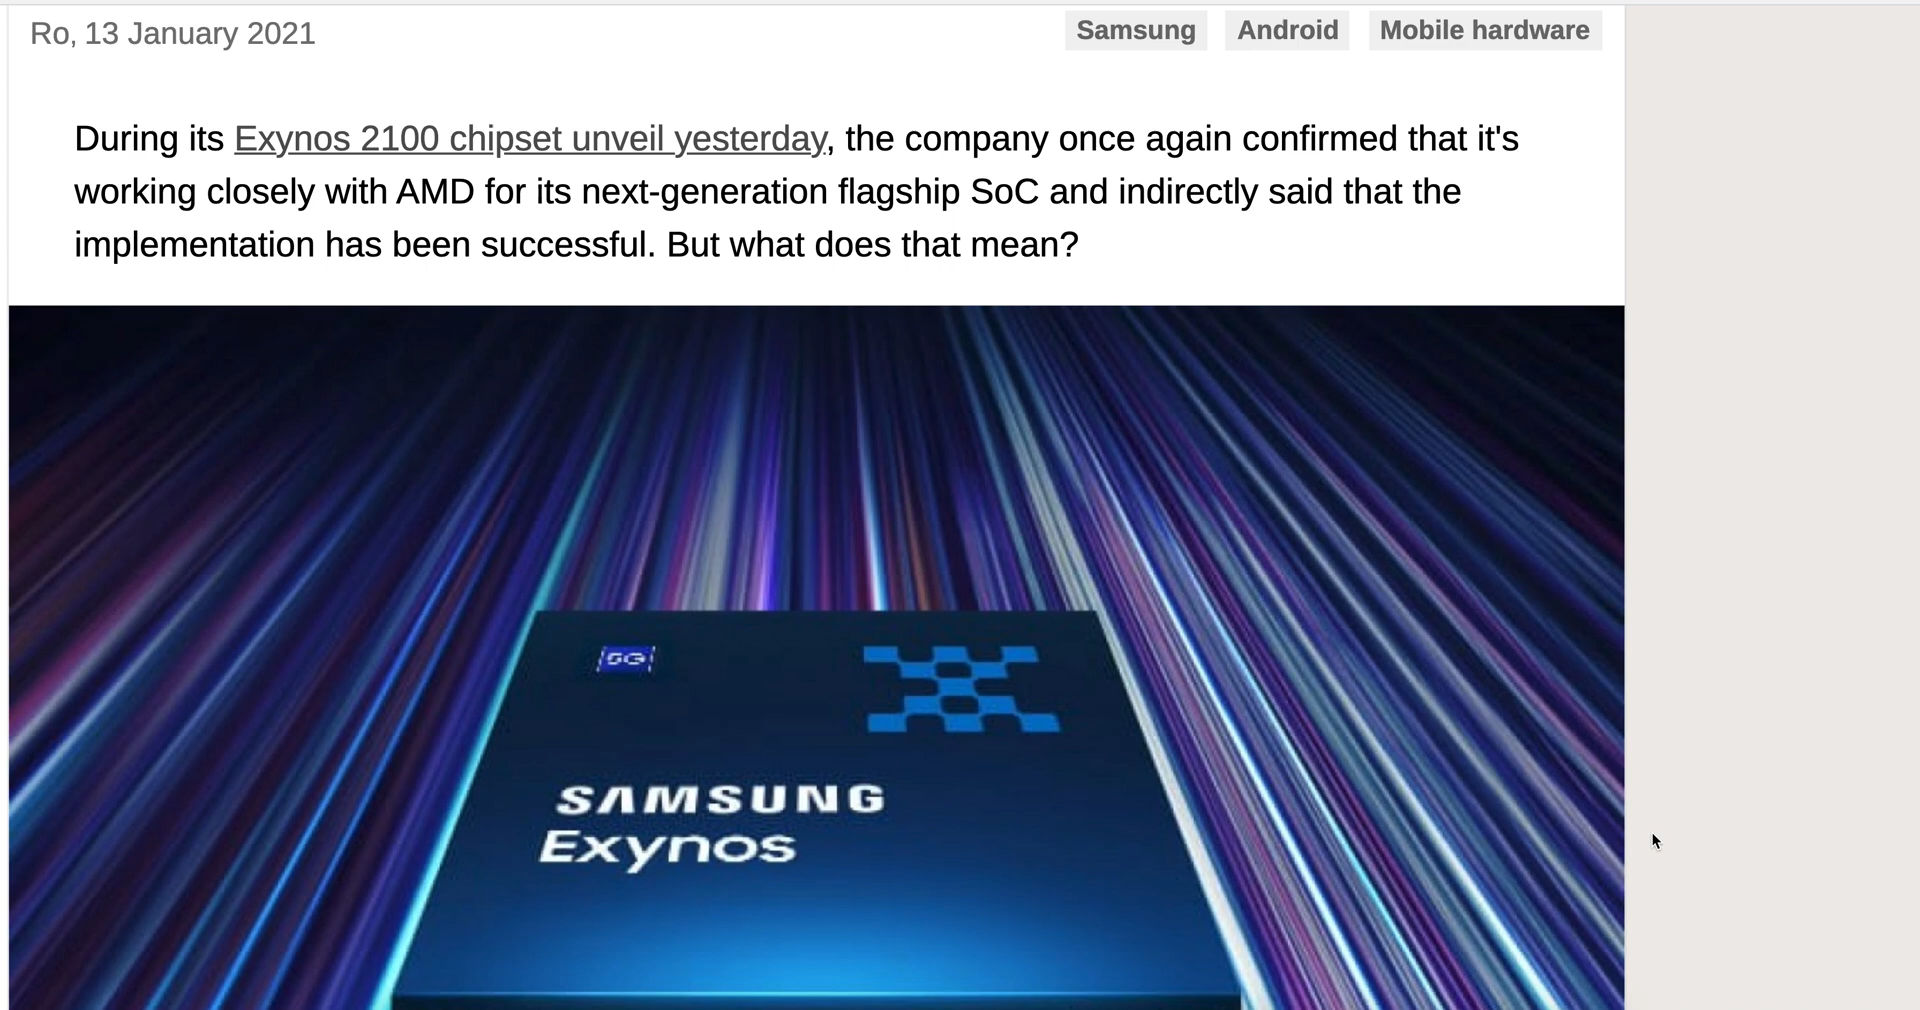 Ro, 13 January 2021
Samsung Android Mobile hardware
During its Exynos 2100 chipset unveil yesterday, the company once again confirmed that it's
working closely with AMD for its next-generation flagship SoC and indirectly said that the
implementation has been successful. But what does that mean?
5G
SAMSUNG
Exynos